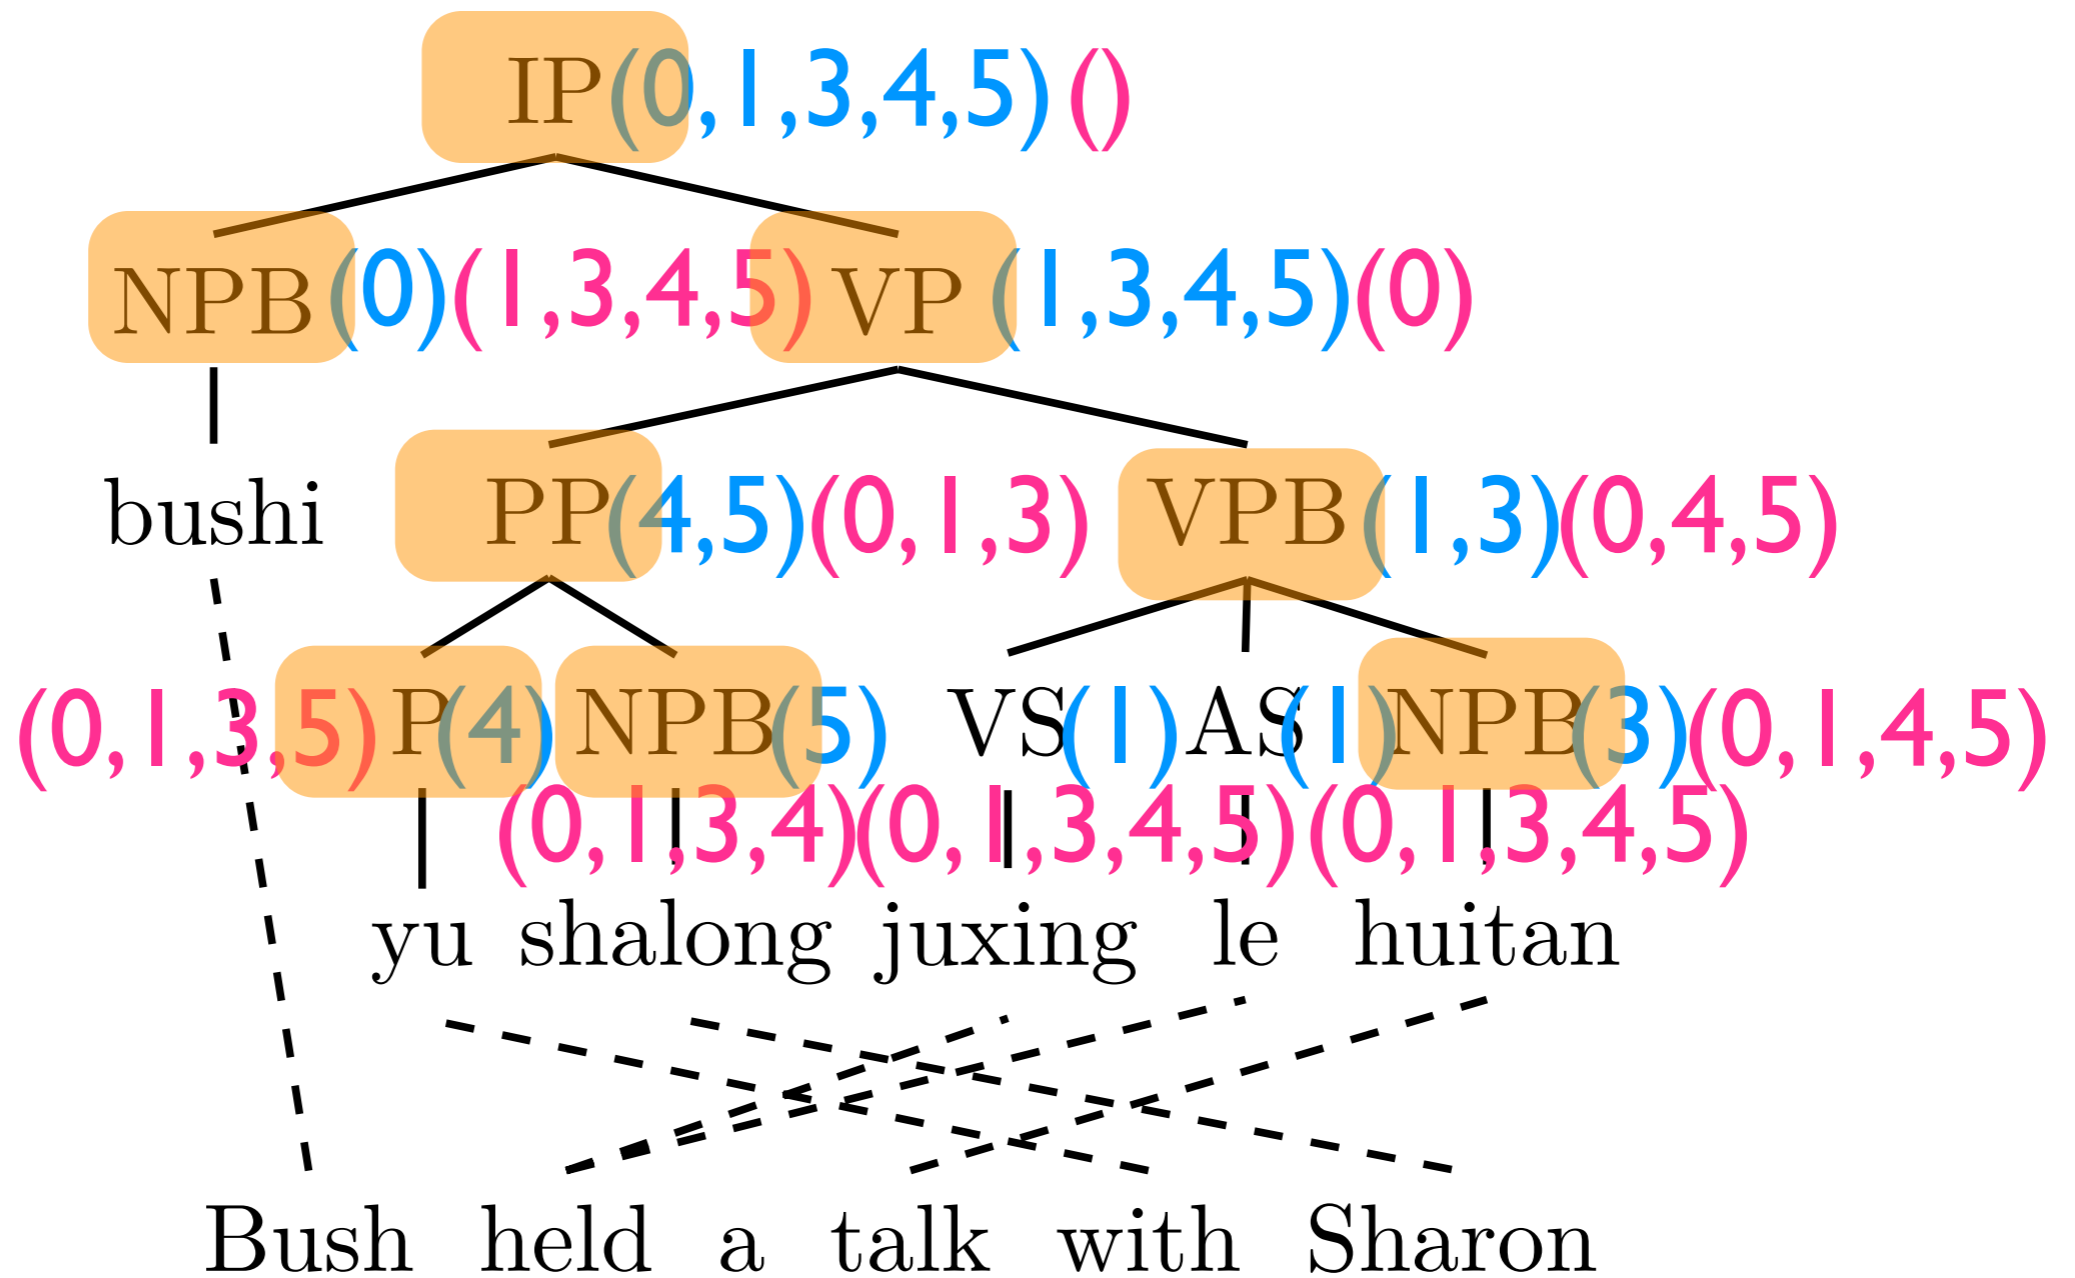 IP(0,1,3,4,5)()
NPB(0)(1,3,4,5) VP(1,3,4,5)(0)
bushi PP(4,5)(0,1,3) VPB(1,3)(0,4,5)
(0,1,3,5) P(4) NPB(5) VS(1) AS(1) NPB(3)(0,1,4,5)
(0,1,3,4)(0,1,3,4,5)(0,1,3,4,5)
yu shalong juxing le huitan
Bush held a talk with Sharon